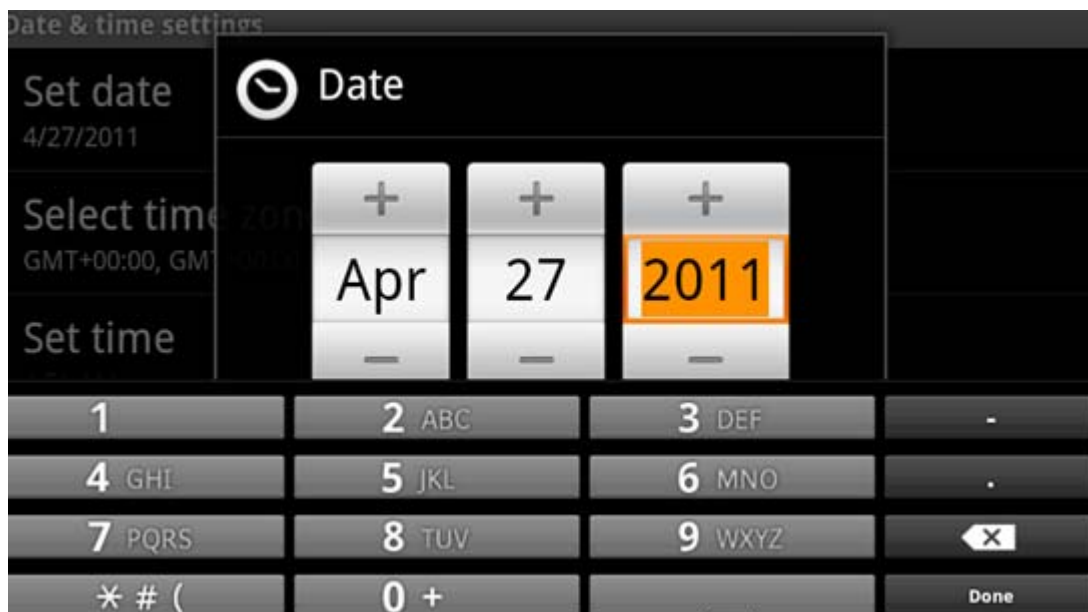 Date & time settings
Date
Set date
4/27/2011
Select time zon
GMT+00:00, GMT
Set time
+ + +
Apr 27 2011
− − −
1 2 ABC 3 DEF -
4 GHI 5 JKL 6 MNO .
7 PQRS 8 TUV 9 WXYZ
* # ( 0 + Done